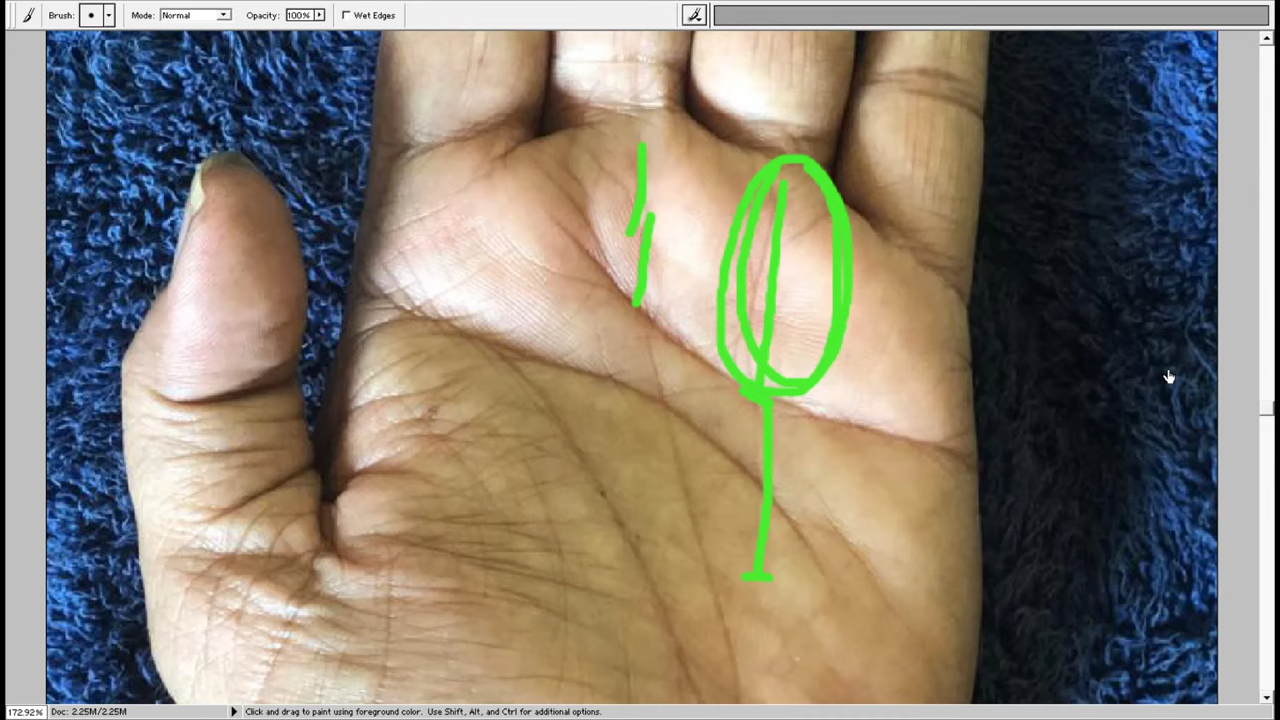 Brush: Mode: Normal Opacity: 100% Wet Edges
172.92% Doc: 2.25M/2.25M Click and drag to paint using foreground color. Use Shift, Alt, and Ctrl for additional options.